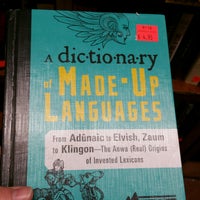 A dic·tion·a·ry
of MADE-UP
LANGUAGES
From Adûnaic to Elvish, Zaum
to Klingon—The Anwa (Real) Origins
of Invented Lexicons